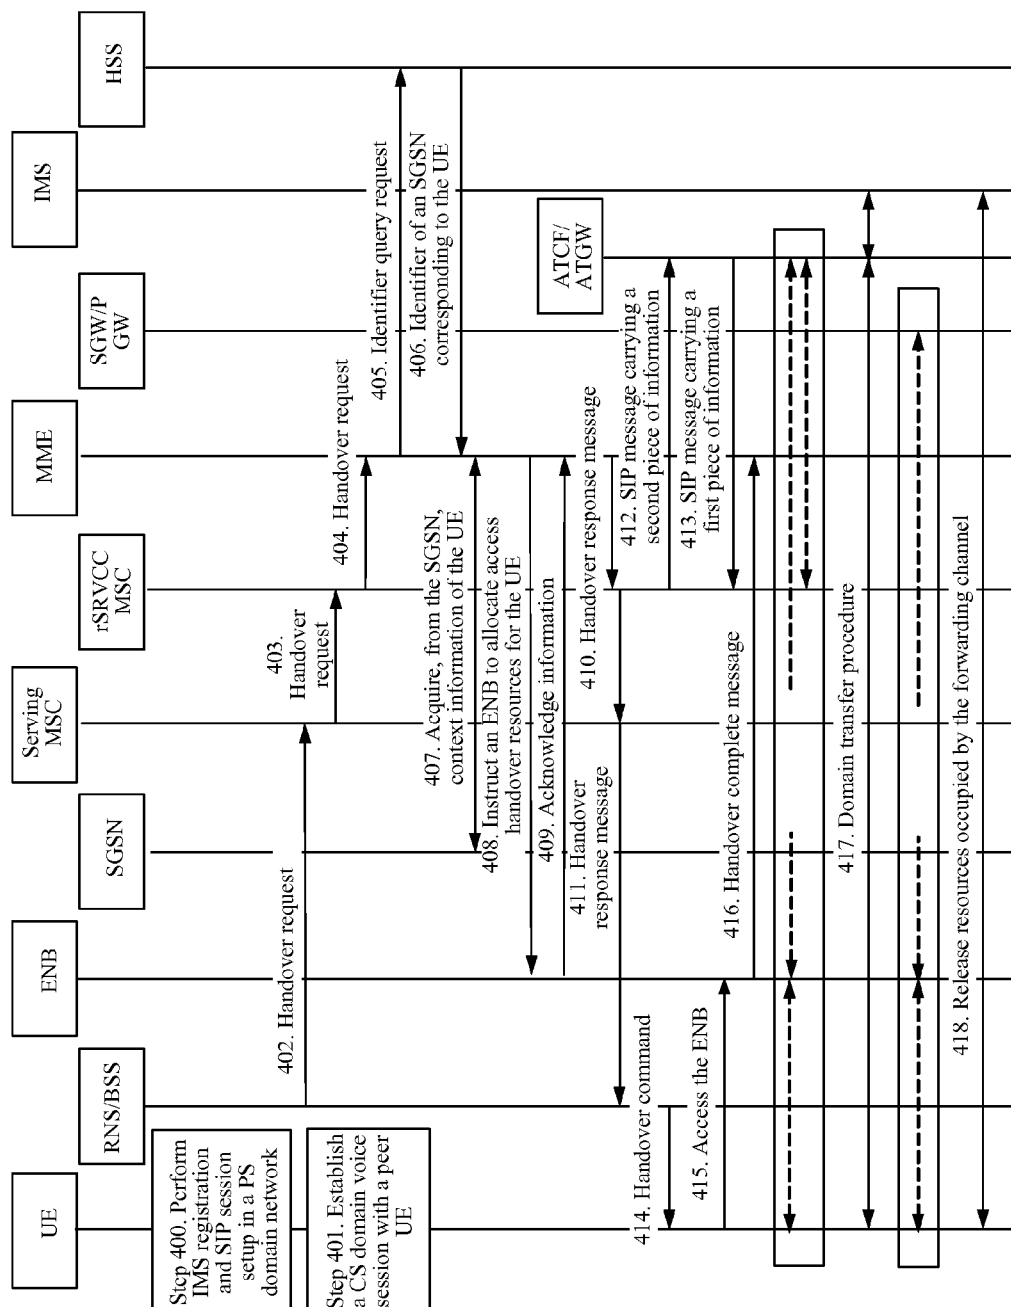 UE
RNS/BSS
ENB
SGSN
Serving
MSC
rSRVCC
MSC
MME
SGW/P
GW
IMS
HSS
Step 400. Perform
IMS registration
and SIP session
setup in a PS
domain network
402. Handover request
403.
Handover
request
404. Handover request
Step 401. Establish
a CS domain voice
session with a peer
UE
405. Identifier query request
406. Identifier of an SGSN
corresponding to the UE
407. Acquire, from the SGSN,
context information of the UE
408. Instruct an ENB to allocate access
handover resources for the UE
409. Acknowledge information
ATCF/
ATGW
410. Handover response message
411. Handover
response message
412. SIP message carrying a
second piece of information
413. SIP message carrying a
first piece of information
414. Handover command
415. Access the ENB
416. Handover complete message
417. Domain transfer procedure
418. Release resources occupied by the forwarding channel